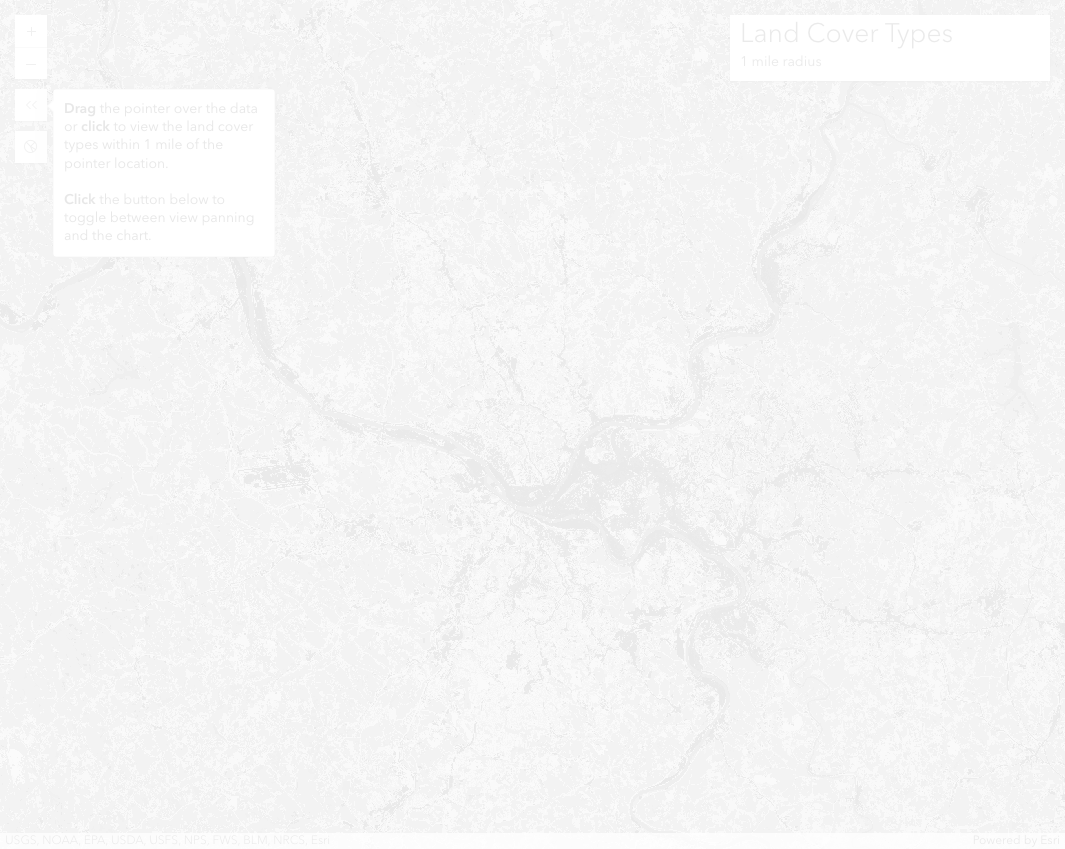 Land Cover Types
1 mile radius
Drag the pointer over the data
or click to view the land cover
types within 1 mile of the
pointer location.
Click the button below to
toggle between view panning
and the chart.
USGS, NOAA, EPA, USDA, USFS, NPS, FWS, BLM, NRCS, Esri
Powered by Esri